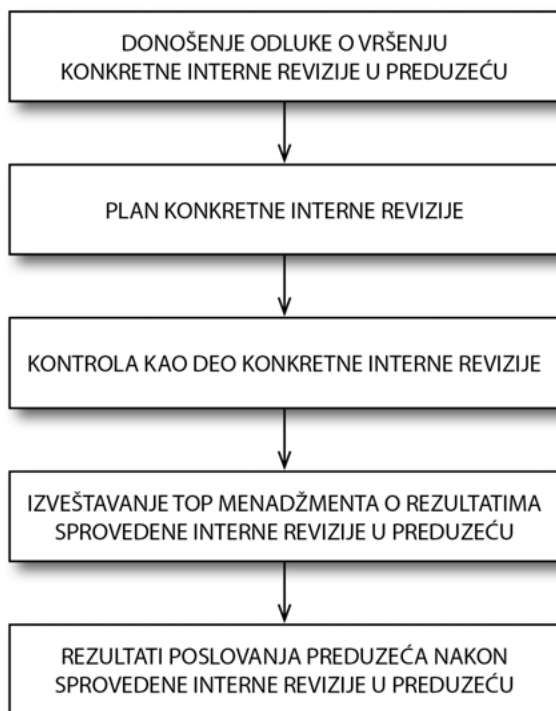 DONOŠENJE ODLUKE O VRŠENJU
KONKRETNE INTERNE REVIZIJE U PREDUZEĆU
PLAN KONKRETNE INTERNE REVIZIJE
KONTROLA KAO DEO KONKRETNE INTERNE REVIZIJE
IZVEŠTAVANJE TOP MENADŽMENTA O REZULTATIMA
SPROVEDENE INTERNE REVIZIJE U PREDUZEĆU
REZULTATI POSLOVANJA PREDUZEĆA NAKON
SPROVEDENE INTERNE REVIZIJE U PREDUZEĆU